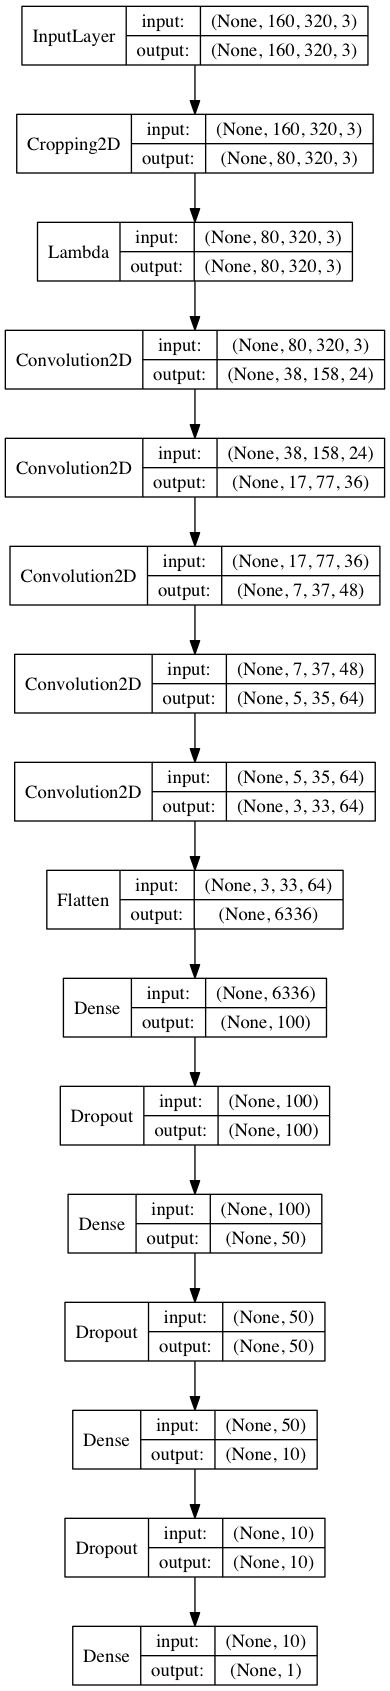 InputLayer
input: (None, 160, 320, 3)
output: (None, 160, 320, 3)
Cropping2D
input: (None, 160, 320, 3)
output: (None, 80, 320, 3)
Lambda
input: (None, 80, 320, 3)
output: (None, 80, 320, 3)
Convolution2D
input: (None, 80, 320, 3)
output: (None, 38, 158, 24)
Convolution2D
input: (None, 38, 158, 24)
output: (None, 17, 77, 36)
Convolution2D
input: (None, 17, 77, 36)
output: (None, 7, 37, 48)
Convolution2D
input: (None, 7, 37, 48)
output: (None, 5, 35, 64)
Convolution2D
input: (None, 5, 35, 64)
output: (None, 3, 33, 64)
Flatten
input: (None, 3, 33, 64)
output: (None, 6336)
Dense
input: (None, 6336)
output: (None, 100)
Dropout
input: (None, 100)
output: (None, 100)
Dense
input: (None, 100)
output: (None, 50)
Dropout
input: (None, 50)
output: (None, 50)
Dense
input: (None, 50)
output: (None, 10)
Dropout
input: (None, 10)
output: (None, 10)
Dense
input: (None, 10)
output: (None, 1)